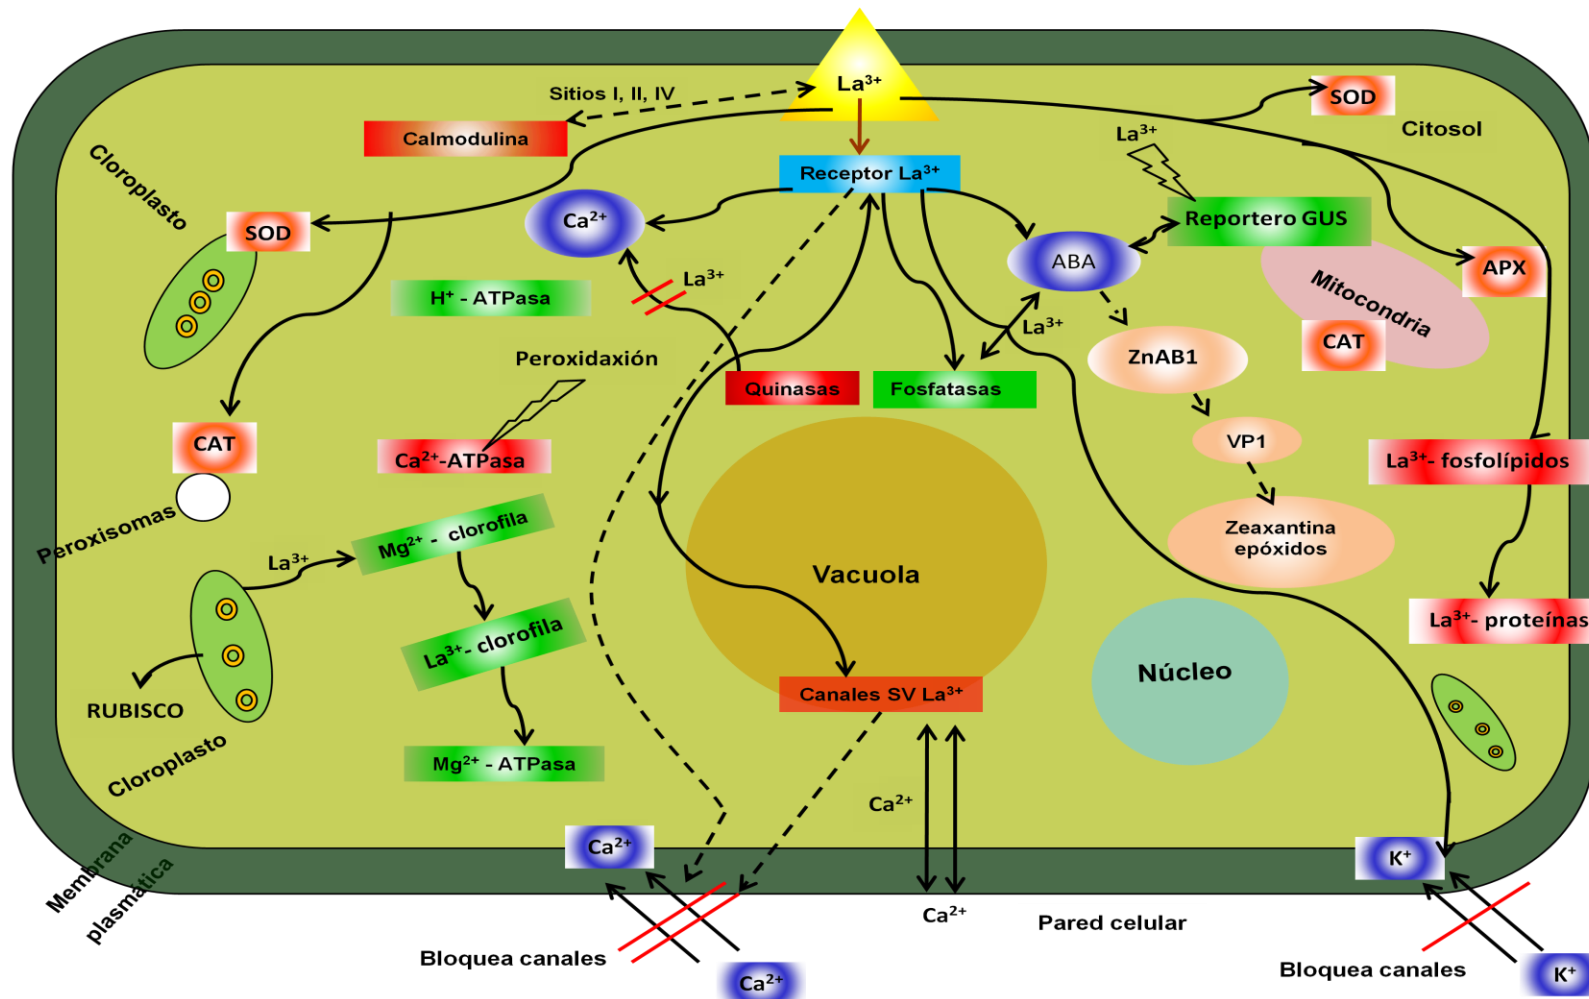 La³⁺
Sitios I, II, IV
SOD
Citosol
Calmodulina
La³⁺
Cloroplasto
Receptor La³⁺
SOD
Ca²⁺
Reportero GUS
ABA
APX
La³⁺
H⁺ - ATPasa
Mitocondria
La³⁺
CAT
Peroxidaxión
ZnAB1
Quinasas
Fosfatasas
CAT
VP1
Ca²⁺-ATPasa
La³⁺- fosfolípidos
Peroxisomas
Mg²⁺ - clorofila
La³⁺
Zeaxantina
epóxidos
Vacuola
La³⁺- clorofila
La³⁺- proteínas
Núcleo
RUBISCO
Canales SV La³⁺
Cloroplasto
Mg²⁺ - ATPasa
Ca²⁺
Ca²⁺
K⁺
Membrana
plasmática
Ca²⁺
Pared celular
Bloquea canales
Ca²⁺
Bloquea canales
K⁺